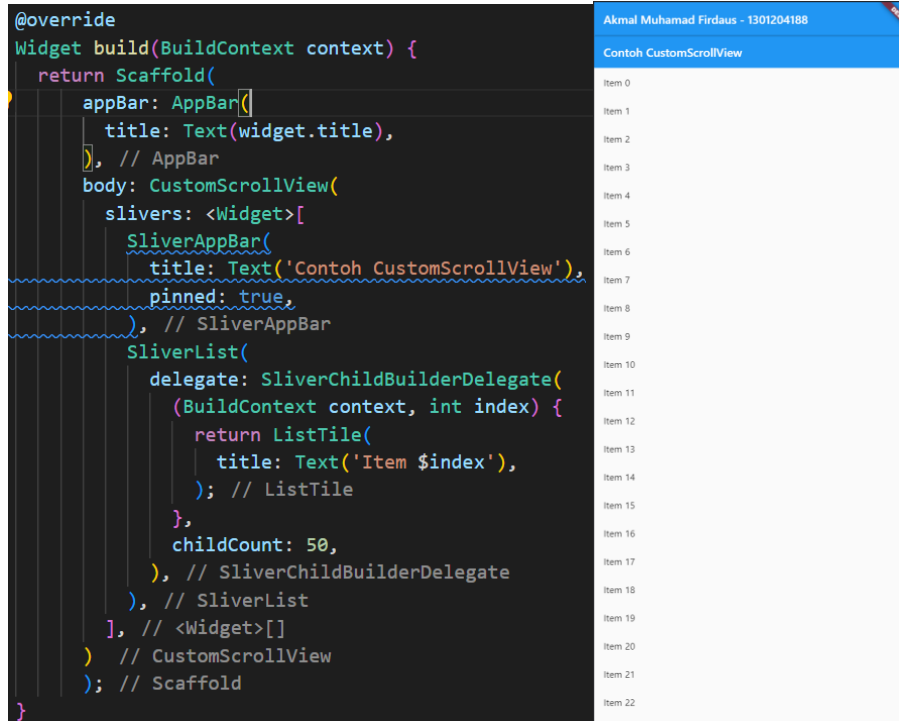 @override
Widget build(BuildContext context) {
return Scaffold(
appBar: AppBar(
title: Text(widget.title),
), // AppBar
body: CustomScrollView(
slivers: <Widget>[
SliverAppBar(
title: Text('Contoh CustomScrollView'),
pinned: true,
), // SliverAppBar
SliverList(
delegate: SliverChildBuilderDelegate(
(BuildContext context, int index) {
return ListTile(
title: Text('Item $index'),
); // ListTile
},
childCount: 50,
), // SliverChildBuilderDelegate
), // SliverList
], // <Widget>[]
) // CustomScrollView
); // Scaffold
}
Akmal Muhamad Firdaus - 1301204188
Contoh CustomScrollView
Item 0
Item 1
Item 2
Item 3
Item 4
Item 5
Item 6
Item 7
Item 8
Item 9
Item 10
Item 11
Item 12
Item 13
Item 14
Item 15
Item 16
Item 17
Item 18
Item 19
Item 20
Item 21
Item 22